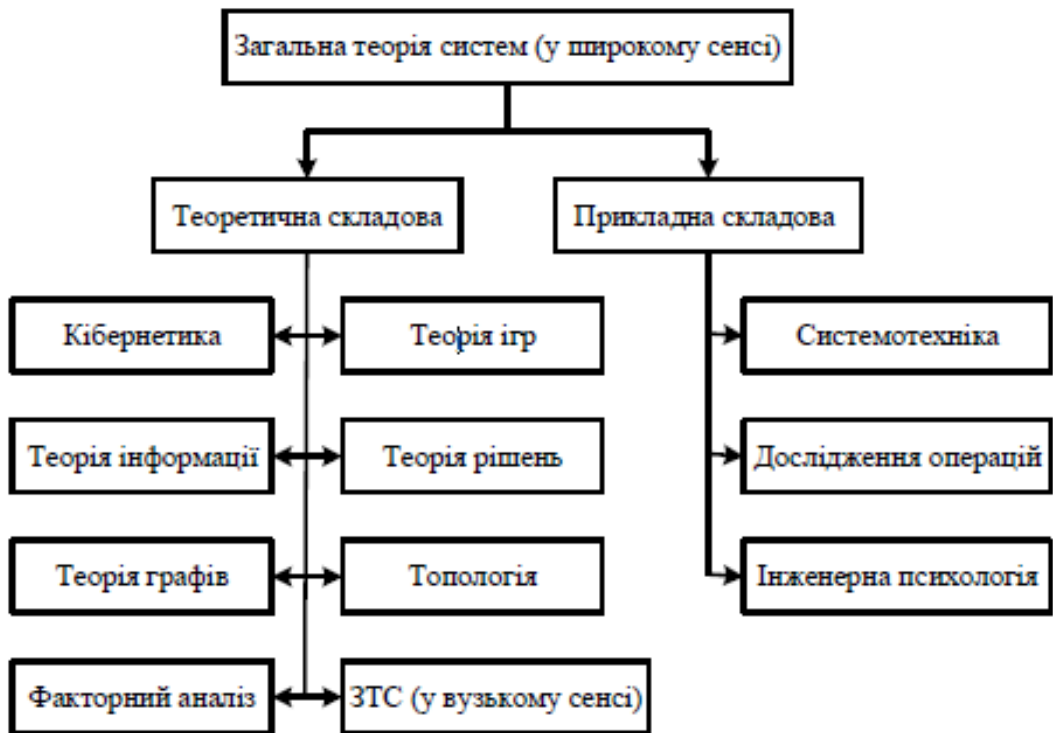 Загальна теорія систем (у широкому сенсі)
Теоретична складова
Прикладна складова
Кібернетика
Теорія ігр
Системотехніка
Теорія інформації
Теорія рішень
Дослідження операцій
Теорія графів
Топологія
Інженерна психологія
Факторний аналіз
ЗТС (у вузькому сенсі)